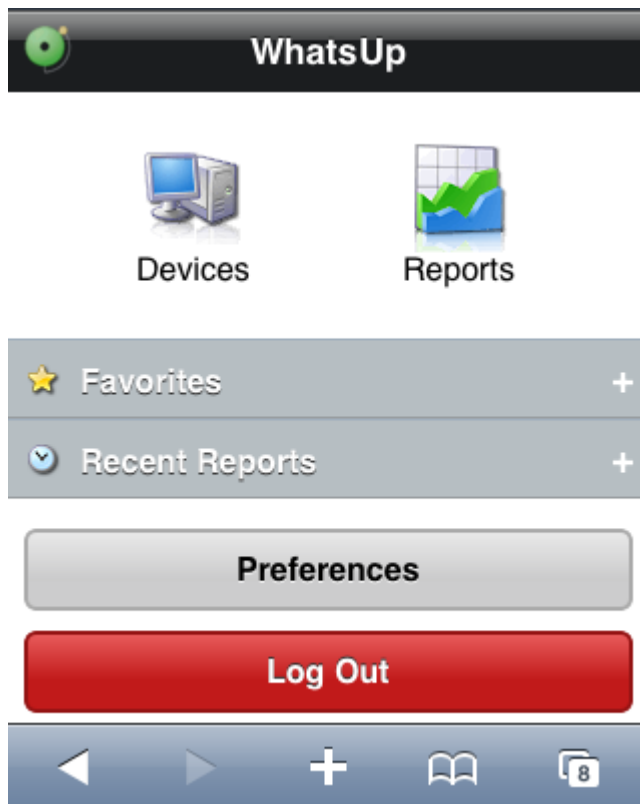 WhatsUp
Devices Reports
Favorites +
Recent Reports +
Preferences
Log Out
8